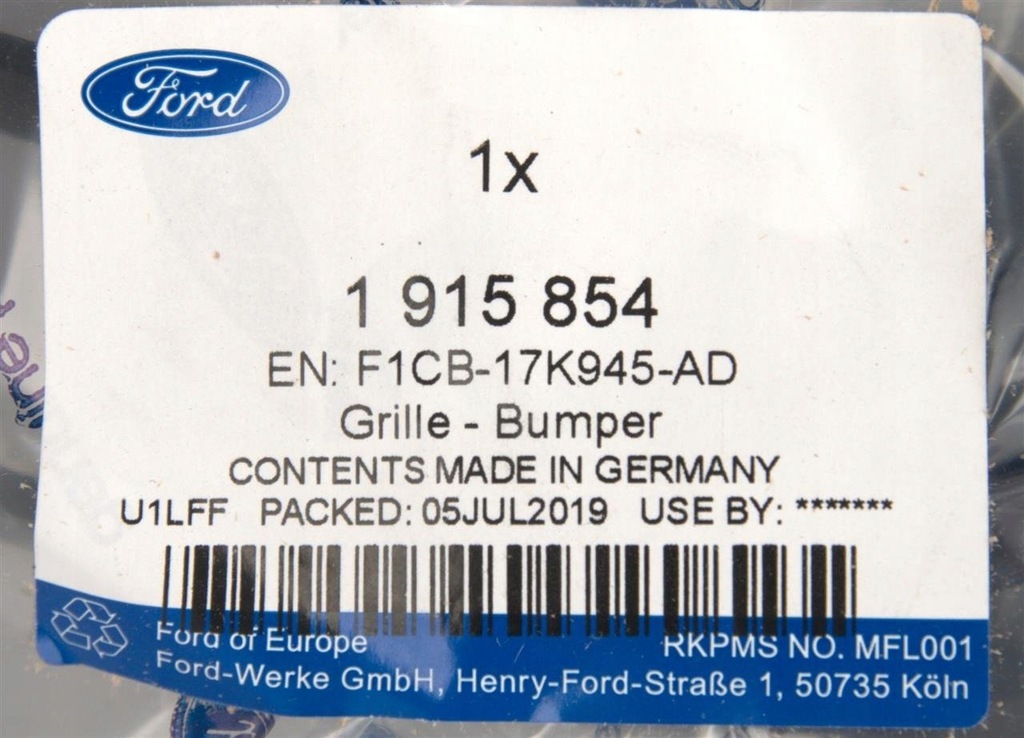 Ford
1x
1 915 854
EN: F1CB-17K945-AD
Grille - Bumper
CONTENTS MADE IN GERMANY
U1LFF PACKED: 05JUL2019 USE BY: *******
Ford of Europe RKPMS NO. MFL001
Ford-Werke GmbH, Henry-Ford-Straße 1, 50735 Köln